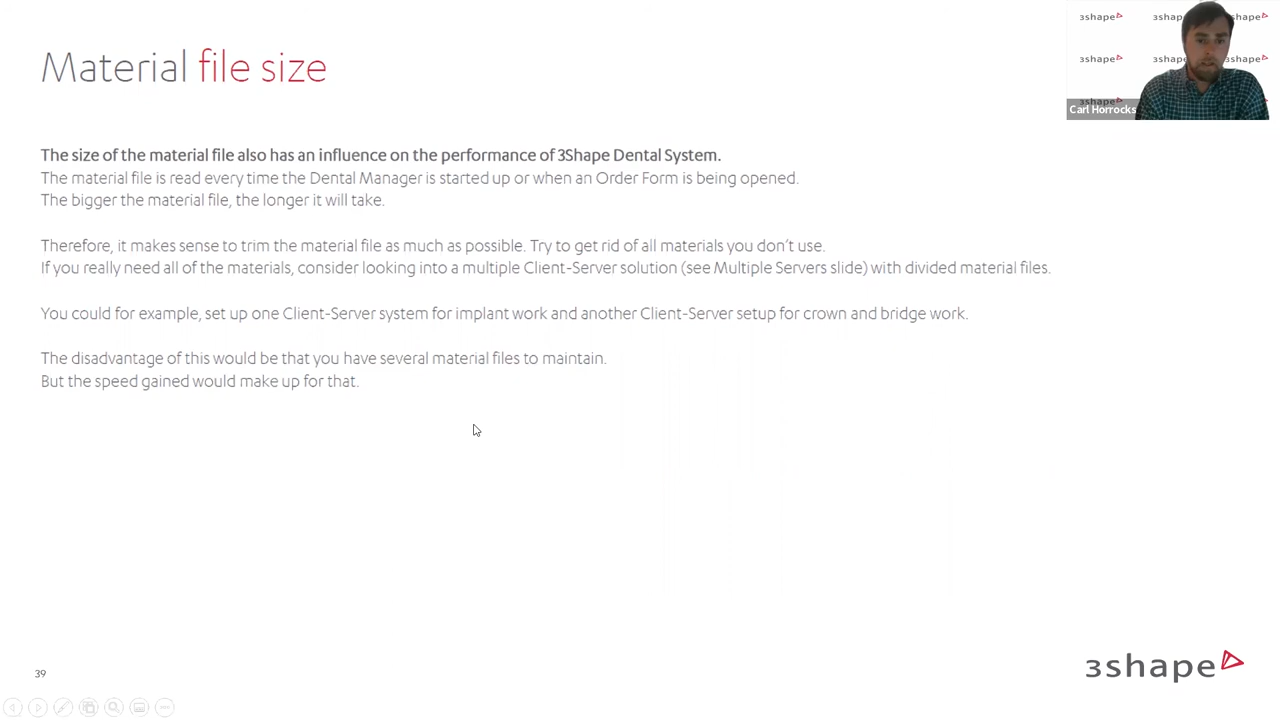 3shape 3shape 3shape
Material file size
3shape 3shape 3shape
3shape
Carl Horrocks
The size of the material file also has an influence on the performance of 3Shape Dental System.
The material file is read every time the Dental Manager is started up or when an Order Form is being opened.
The bigger the material file, the longer it will take.
Therefore, it makes sense to trim the material file as much as possible. Try to get rid of all materials you don't use.
If you really need all of the materials, consider looking into a multiple Client-Server solution (see Multiple Servers slide) with divided material files.
You could for example, set up one Client-Server system for implant work and another Client-Server setup for crown and bridge work.
The disadvantage of this would be that you have several material files to maintain.
But the speed gained would make up for that.
39
3shape